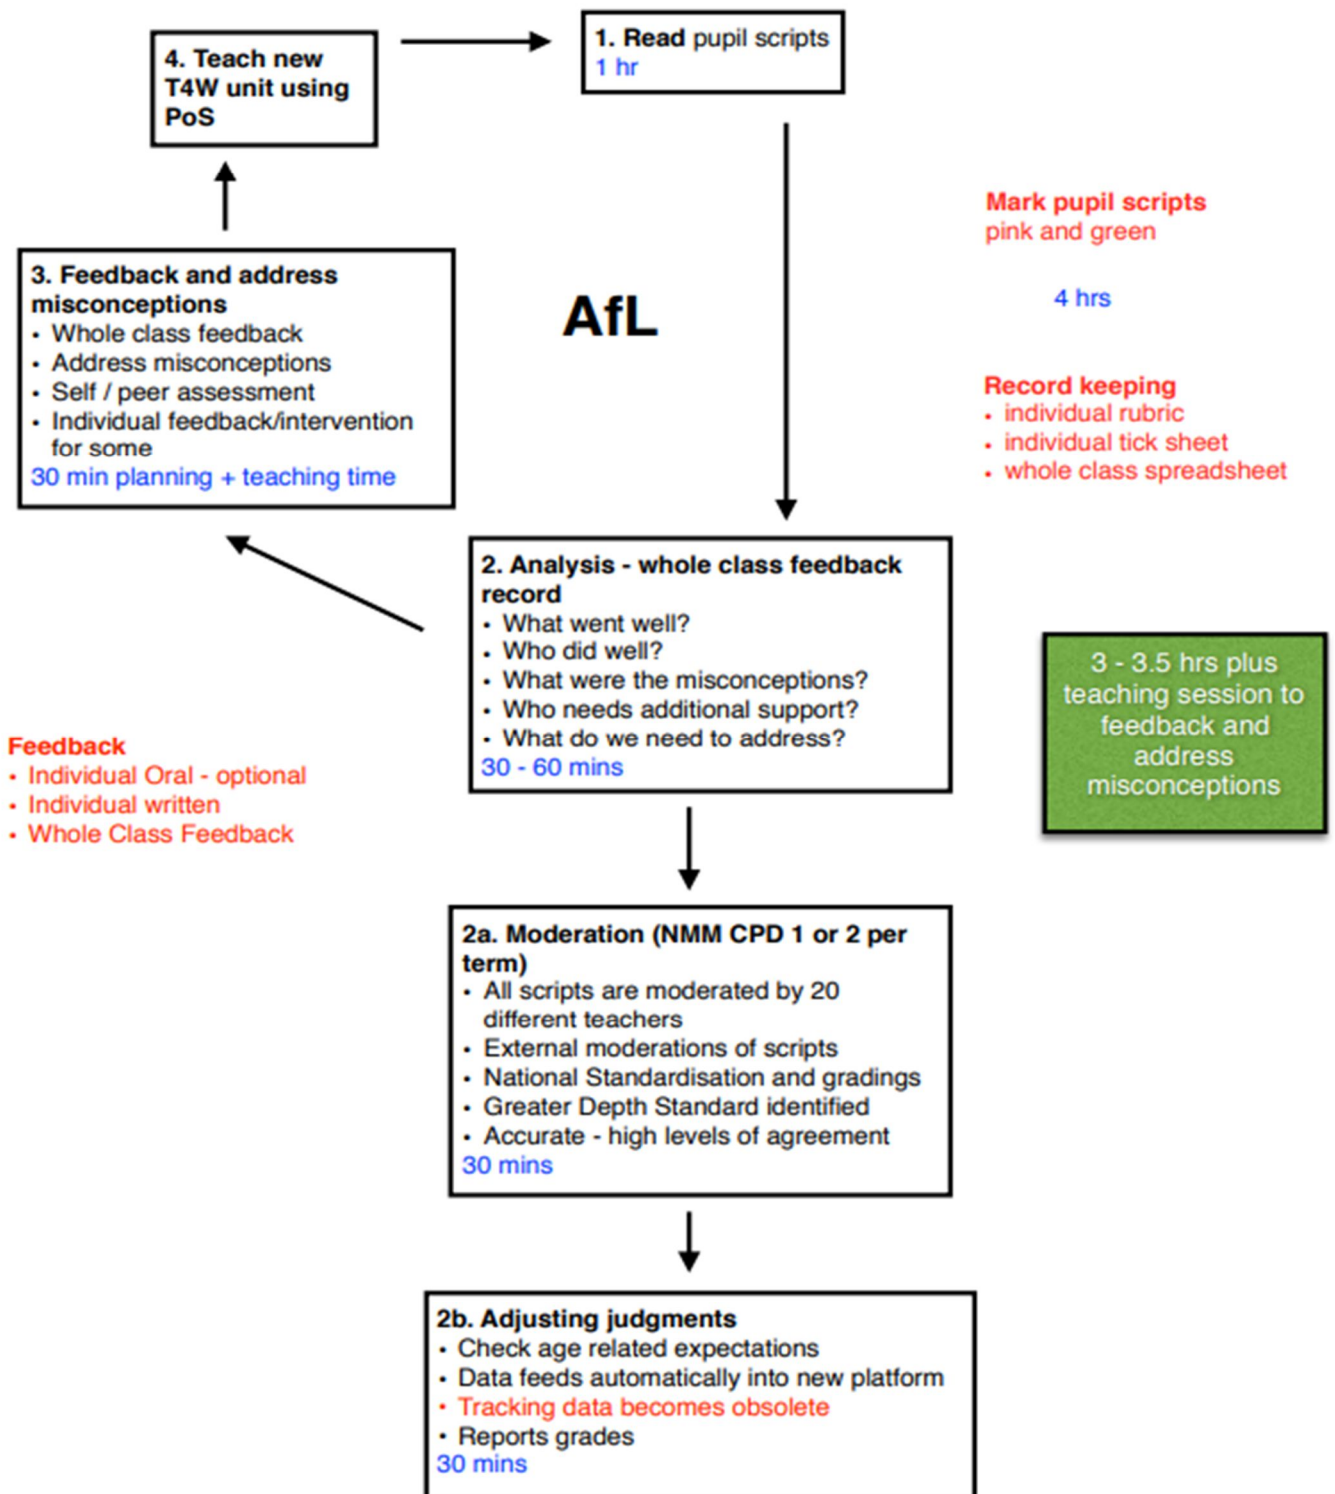 4. Teach new
T4W unit using
PoS
1. Read pupil scripts
1 hr
Mark pupil scripts
pink and green
4 hrs
Record keeping
• individual rubric
• individual tick sheet
• whole class spreadsheet
3. Feedback and address
misconceptions
• Whole class feedback
• Address misconceptions
• Self / peer assessment
• Individual feedback/intervention
for some
30 min planning + teaching time
AfL
2. Analysis - whole class feedback
record
• What went well?
• Who did well?
• What were the misconceptions?
• Who needs additional support?
• What do we need to address?
30 - 60 mins
3 - 3.5 hrs plus
teaching session to
feedback and
address
misconceptions
Feedback
• Individual Oral - optional
• Individual written
• Whole Class Feedback
2a. Moderation (NMM CPD 1 or 2 per
term)
• All scripts are moderated by 20
different teachers
• External moderations of scripts
• National Standardisation and gradings
• Greater Depth Standard identified
• Accurate - high levels of agreement
30 mins
2b. Adjusting judgments
• Check age related expectations
• Data feeds automatically into new platform
• Tracking data becomes obsolete
• Reports grades
30 mins